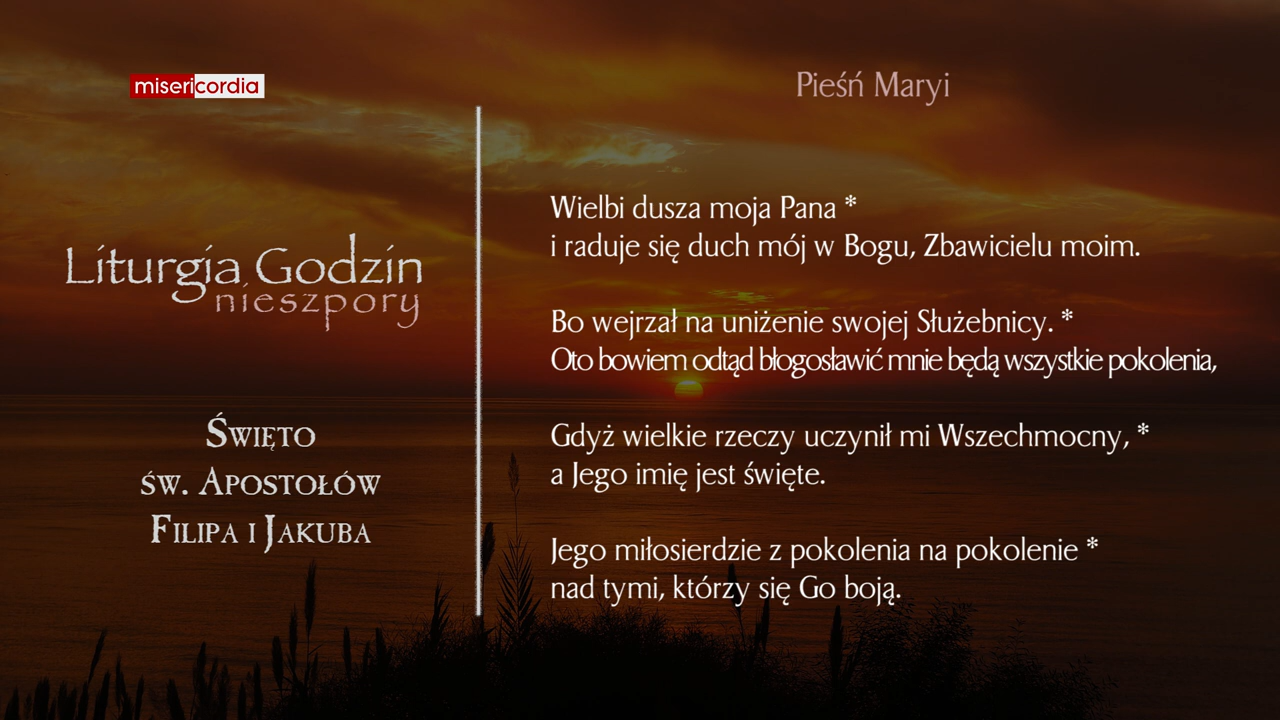 misericordia
Liturgia Godzin
nieszpory
Święto
św. Apostołów
Filipa i Jakuba
Pieśń Maryi
Wielbi dusza moja Pana *
i raduje się duch mój w Bogu, Zbawicielu moim.
Bo wejrzał na uniżenie swojej Służebnicy. *
Oto bowiem odtąd błogosławić mnie będą wszystkie pokolenia,
Gdyż wielkie rzeczy uczynił mi Wszechmocny, *
a Jego imię jest święte.
Jego miłosierdzie z pokolenia na pokolenie *
nad tymi, którzy się Go boją.